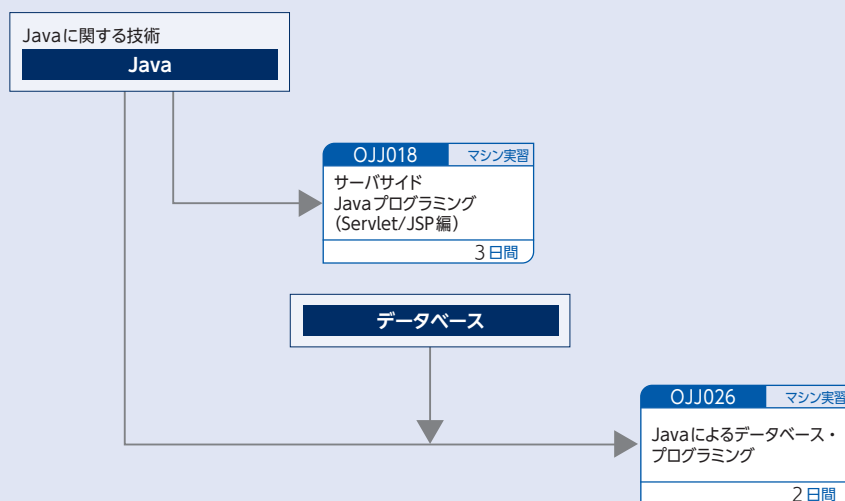 Javaに関する技術
Java
OJJ018 マシン実習
サーバサイド
Javaプログラミング
(Servlet/JSP編)
3日間
データベース
OJJ026 マシン実習
Javaによるデータベース・
プログラミング
2日間